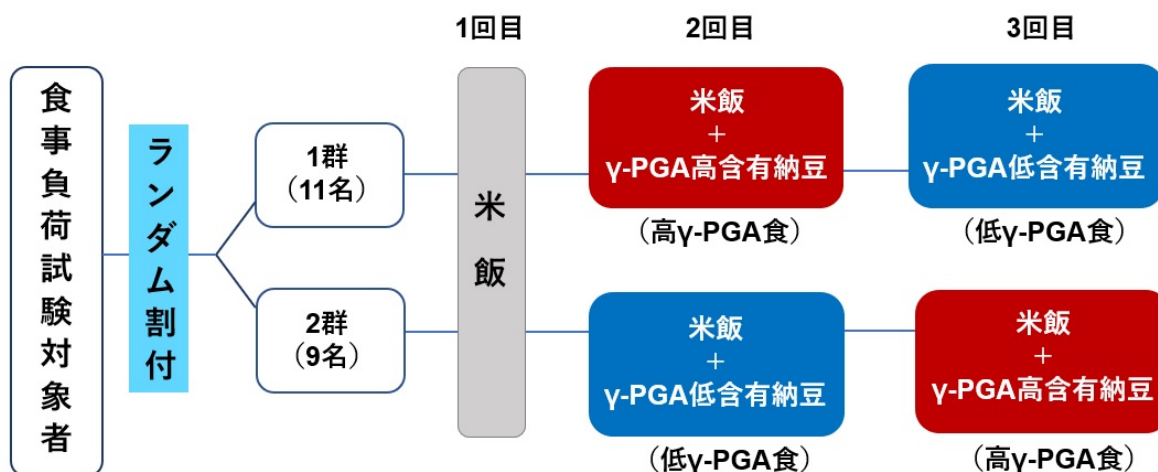 1回目
2回目
3回目
食事負荷試験対象者
ランダム割付
1群
（11名）
2群
（9名）
米飯
米飯
＋
γ-PGA高含有納豆
（高γ-PGA食）
米飯
＋
γ-PGA低含有納豆
（低γ-PGA食）
米飯
＋
γ-PGA低含有納豆
（低γ-PGA食）
米飯
＋
γ-PGA高含有納豆
（高γ-PGA食）